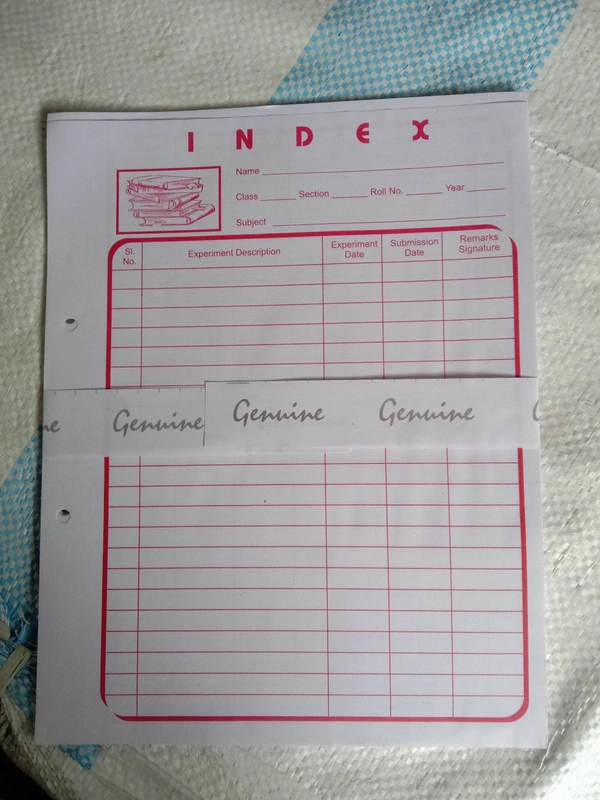 INDEX
Name
Class Section Roll No. Year
Subject
Sl. No. Experiment Description Experiment Date Submission Date Remarks Signature
ne Genuine Genuine Genuine G